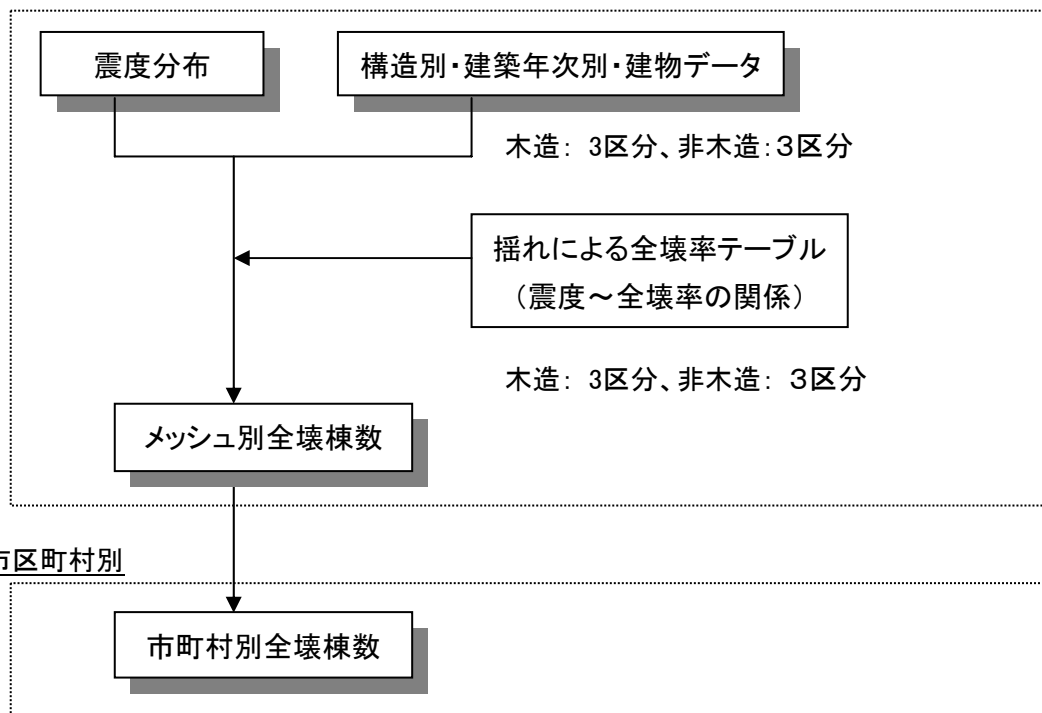 震度分布
構造別・建築年次別・建物データ
木造： 3区分、非木造：３区分
揺れによる全壊率テーブル
（震度～全壊率の関係）
木造： 3区分、非木造： ３区分
メッシュ別全壊棟数
市区町村別
市町村別全壊棟数